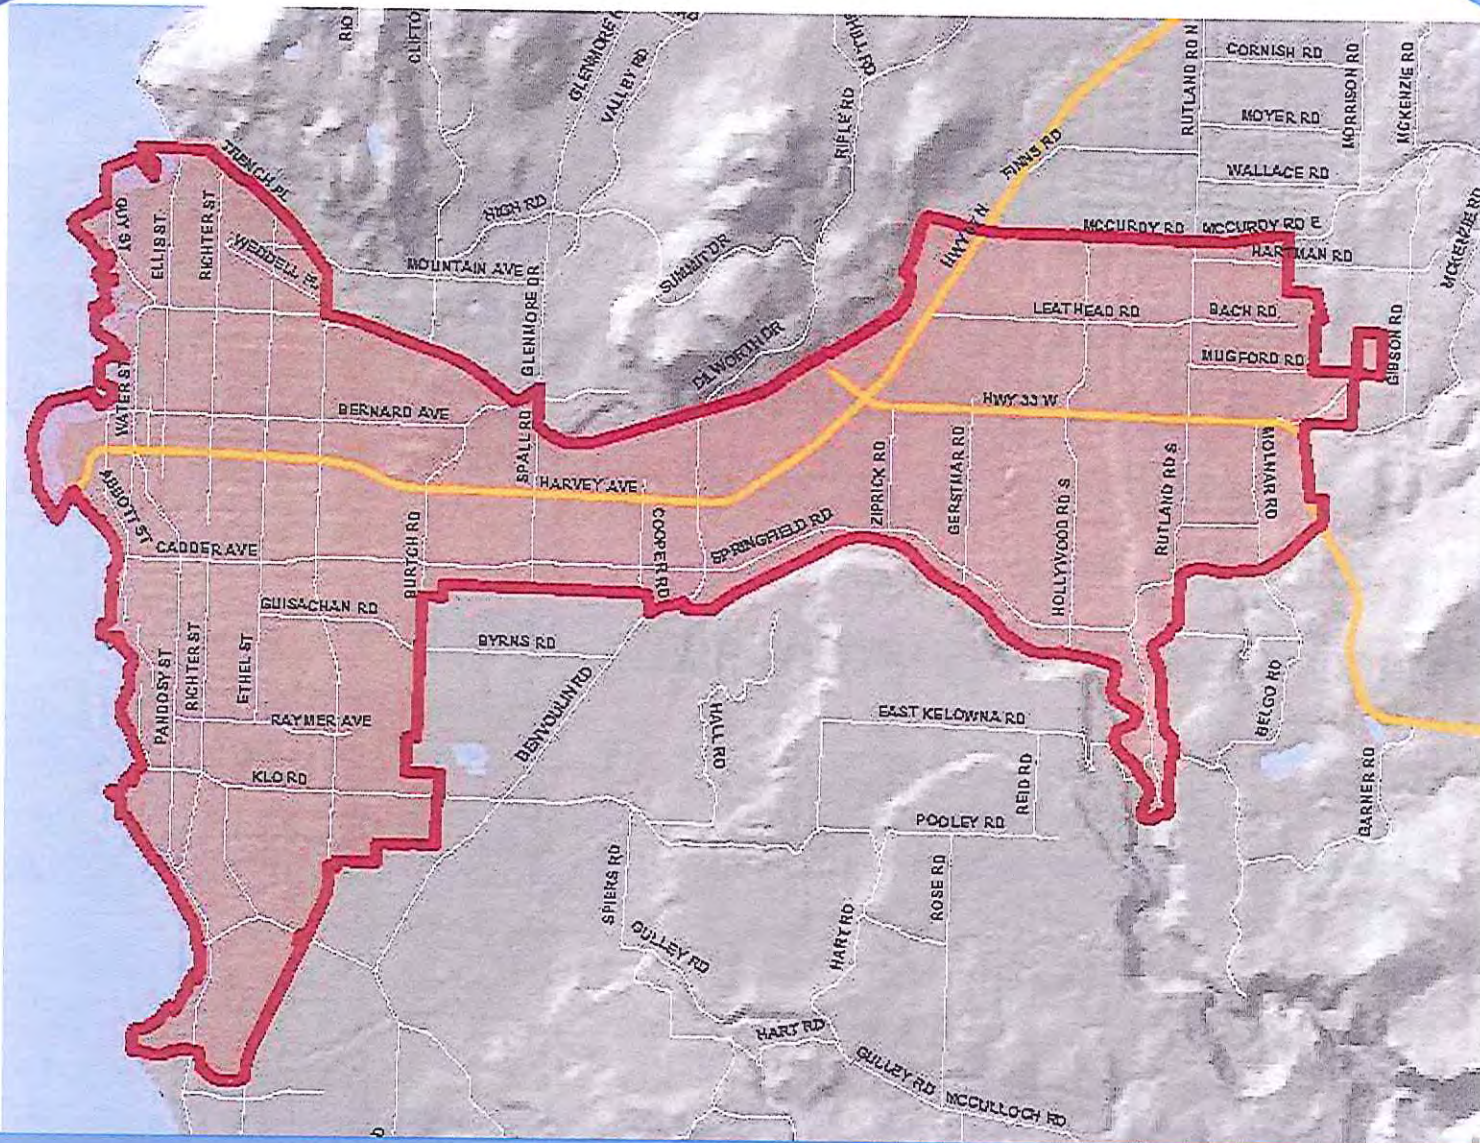 CORNISH RD
RUTLAND RD N
MORRISON RD
MCKENZIE RD
VALLEY RD
MOYER RD
RIFLE RD
FINNS RD
TRENCH PL
WALLACE RD
HIGH RD
GUY ST
ELLIS ST
RICHTER ST
WEDDELL PL
MCCURDY RD
MCCURDY RD E
HARTMAN RD
MCKENZIE RD
MOUNTAIN AVE
SUMMIT DR
GLENMORE DR
LEATHEAD RD
BACH RD
DILWORTH DR
MUGFORD RD
GIBSON RD
WATER ST
BERNARD AVE
HWY 33 W
SPALL RD
HARVEY AVE
ZIPRICK RD
GERSTMAR RD
HOLLYWOOD RD S
RUTLAND RD S
MOLNAR RD
ABBOTT ST
CADDER AVE
BURTCH RD
COOPER RD
SPRINGFIELD RD
GUISACHAN RD
BYRNS RD
PANDOSY ST
RICHTER ST
ETHEL ST
RAYMER AVE
BENVOULIN RD
HALL RD
EAST KELOWNA RD
BELGO RD
KLO RD
REID RD
GARNER RD
POOLEY RD
SPIERS RD
ROSE RD
HART RD
GULLEY RD
HART RD
GULLEY RD
MCCULLOCH RD